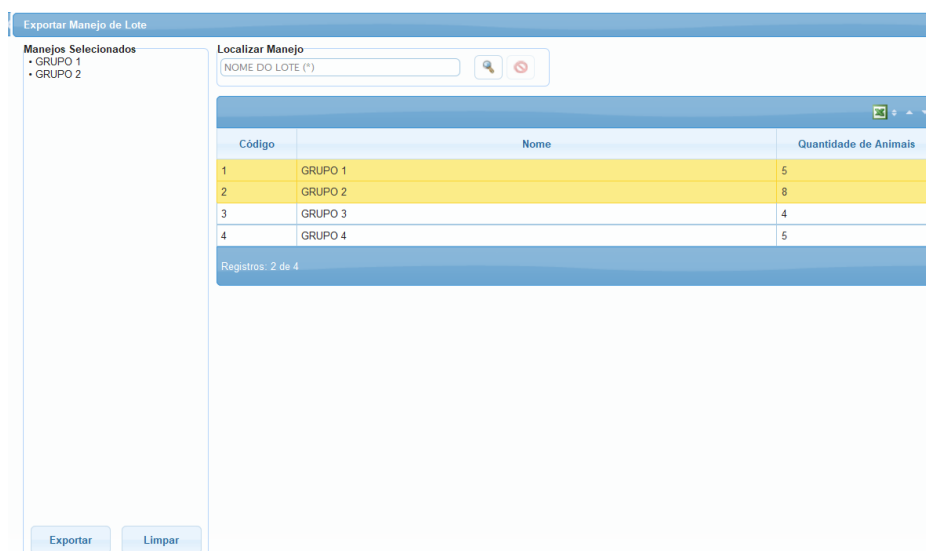 Exportar Manejo de Lote
Manejos Selecionados
• GRUPO 1
• GRUPO 2
Localizar Manejo
NOME DO LOTE (*)
Código Nome Quantidade de Animais
1 GRUPO 1 5
2 GRUPO 2 8
3 GRUPO 3 4
4 GRUPO 4 5
Registros: 2 de 4
Exportar Limpar